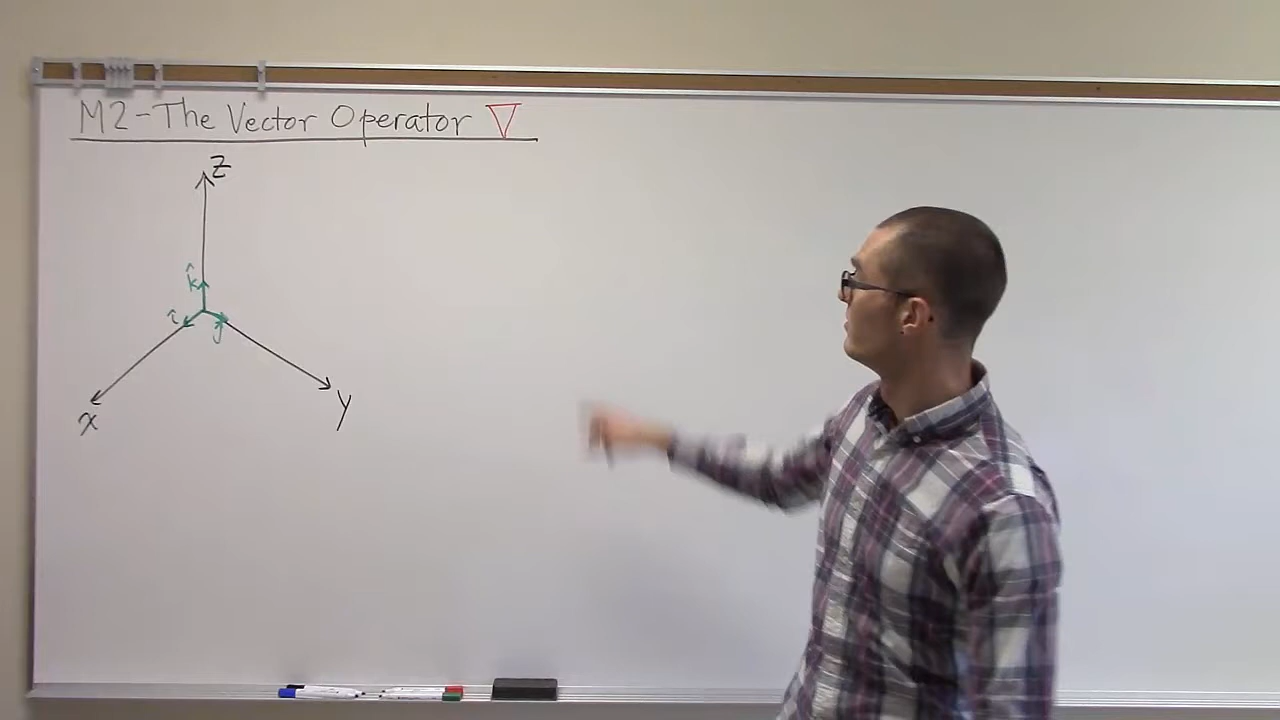 M2-The Vector Operator ∇
z
k̂
î
ĵ
x
y